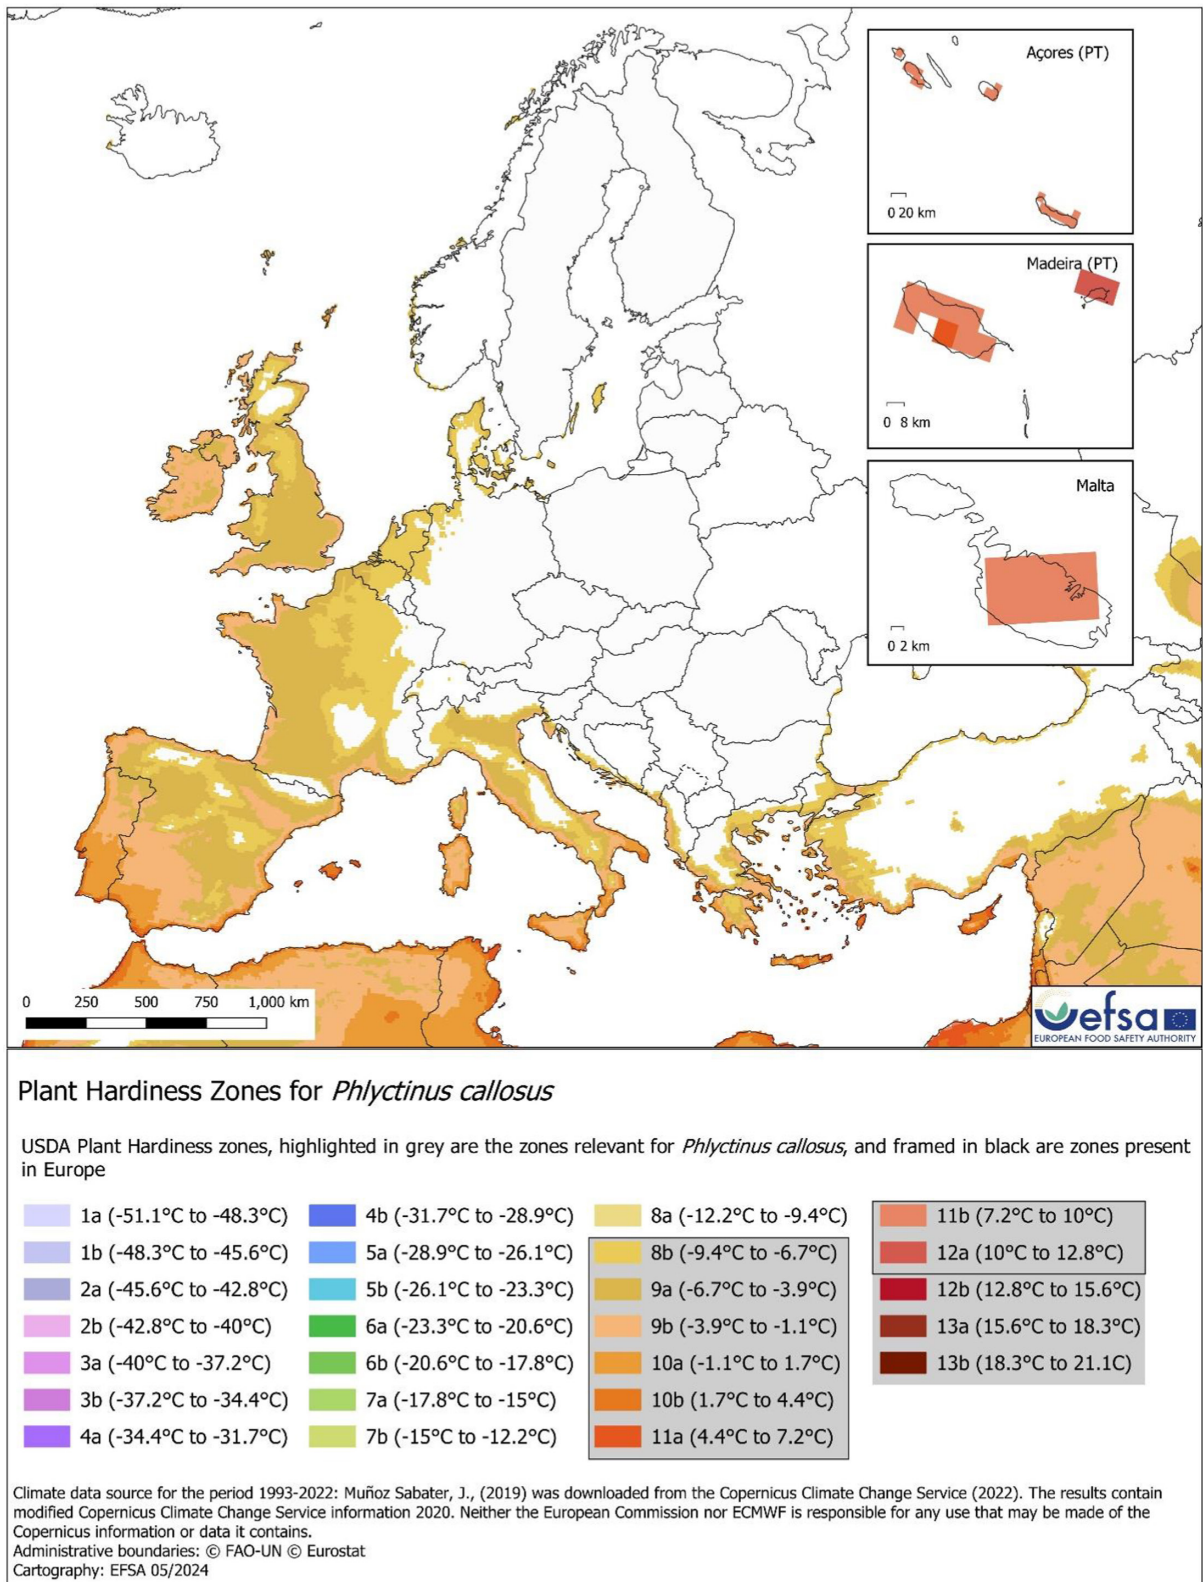 Açores (PT)
0 20 km
Madeira (PT)
0 8 km
Malta
0 2 km
0 250 500 750 1,000 km
efsa
EUROPEAN FOOD SAFETY AUTHORITY
Plant Hardiness Zones for Phlyctinus callosus
USDA Plant Hardiness zones, highlighted in grey are the zones relevant for Phlyctinus callosus, and framed in black are zones present
in Europe
1a (-51.1°C to -48.3°C)
1b (-48.3°C to -45.6°C)
2a (-45.6°C to -42.8°C)
2b (-42.8°C to -40°C)
3a (-40°C to -37.2°C)
3b (-37.2°C to -34.4°C)
4a (-34.4°C to -31.7°C)
4b (-31.7°C to -28.9°C)
5a (-28.9°C to -26.1°C)
5b (-26.1°C to -23.3°C)
6a (-23.3°C to -20.6°C)
6b (-20.6°C to -17.8°C)
7a (-17.8°C to -15°C)
7b (-15°C to -12.2°C)
8a (-12.2°C to -9.4°C)
8b (-9.4°C to -6.7°C)
9a (-6.7°C to -3.9°C)
9b (-3.9°C to -1.1°C)
10a (-1.1°C to 1.7°C)
10b (1.7°C to 4.4°C)
11a (4.4°C to 7.2°C)
11b (7.2°C to 10°C)
12a (10°C to 12.8°C)
12b (12.8°C to 15.6°C)
13a (15.6°C to 18.3°C)
13b (18.3°C to 21.1C)
Climate data source for the period 1993-2022: Muñoz Sabater, J., (2019) was downloaded from the Copernicus Climate Change Service (2022). The results contain
modified Copernicus Climate Change Service information 2020. Neither the European Commission nor ECMWF is responsible for any use that may be made of the
Copernicus information or data it contains.
Administrative boundaries: © FAO-UN © Eurostat
Cartography: EFSA 05/2024